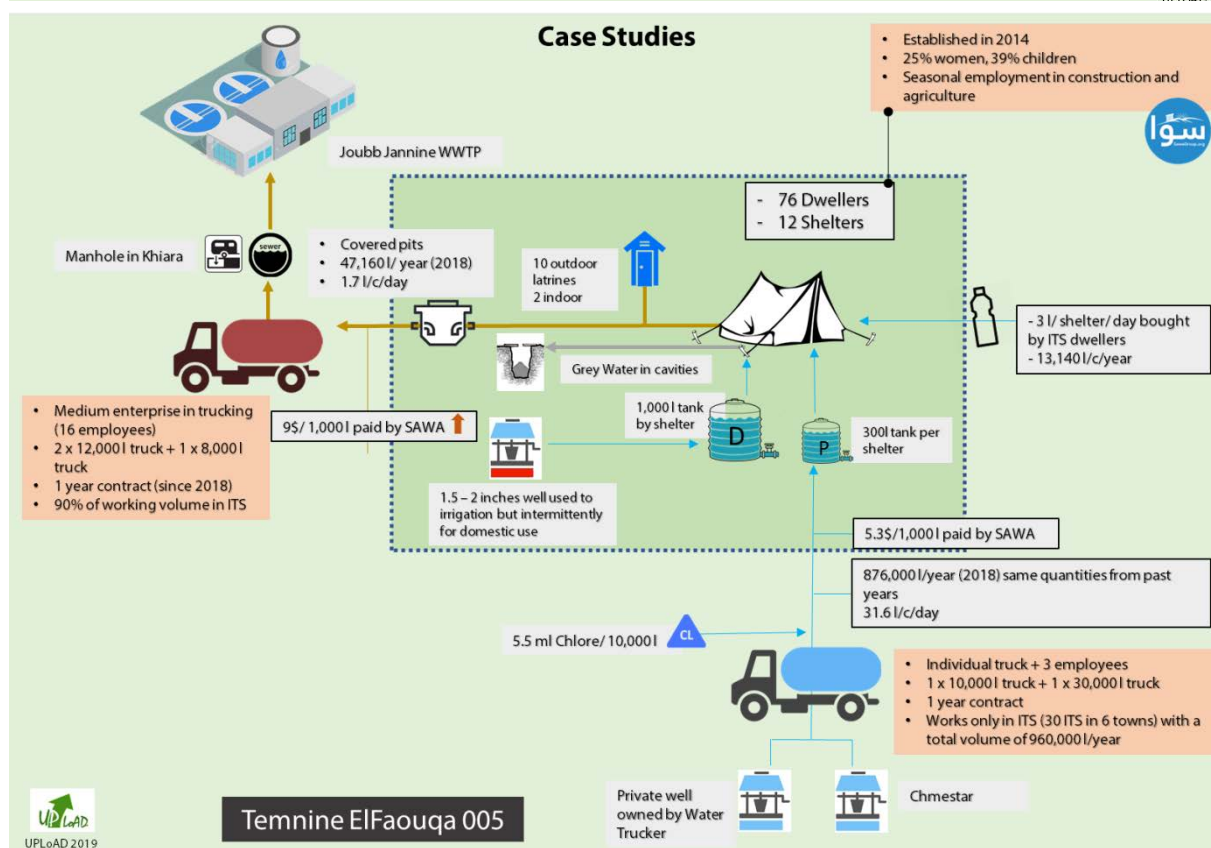 Case Studies
• Established in 2014
• 25% women, 39% children
• Seasonal employment in construction and
agriculture
سوا
SawaGroup.org
Joubb Jannine WWTP
- 76 Dwellers
- 12 Shelters
Manhole in Khiara
sewer
• Covered pits
• 47,160 l/ year (2018)
• 1.7 l/c/day
10 outdoor
latrines
2 indoor
- 3 l/ shelter/ day bought
by ITS dwellers
- 13,140 l/c/year
Grey Water in cavities
• Medium enterprise in trucking
(16 employees)
• 2 x 12,000 l truck + 1 x 8,000 l
truck
• 1 year contract (since 2018)
• 90% of working volume in ITS
9$/ 1,000 l paid by SAWA
1,000 l tank
by shelter
D
P
300l tank per
shelter
1.5 – 2 inches well used to
irrigation but intermittently
for domestic use
5.3$/1,000 l paid by SAWA
876,000 l/year (2018) same quantities from past
years
31.6 l/c/day
5.5 ml Chlore/ 10,000 l
CL
• Individual truck + 3 employees
• 1 x 10,000 l truck + 1 x 30,000 l truck
• 1 year contract
• Works only in ITS (30 ITS in 6 towns) with a
total volume of 960,000 l/year
Private well
owned by Water
Trucker
Chmestar
UPLoAD
UPLoAD 2019
Temnine ElFaouqa 005